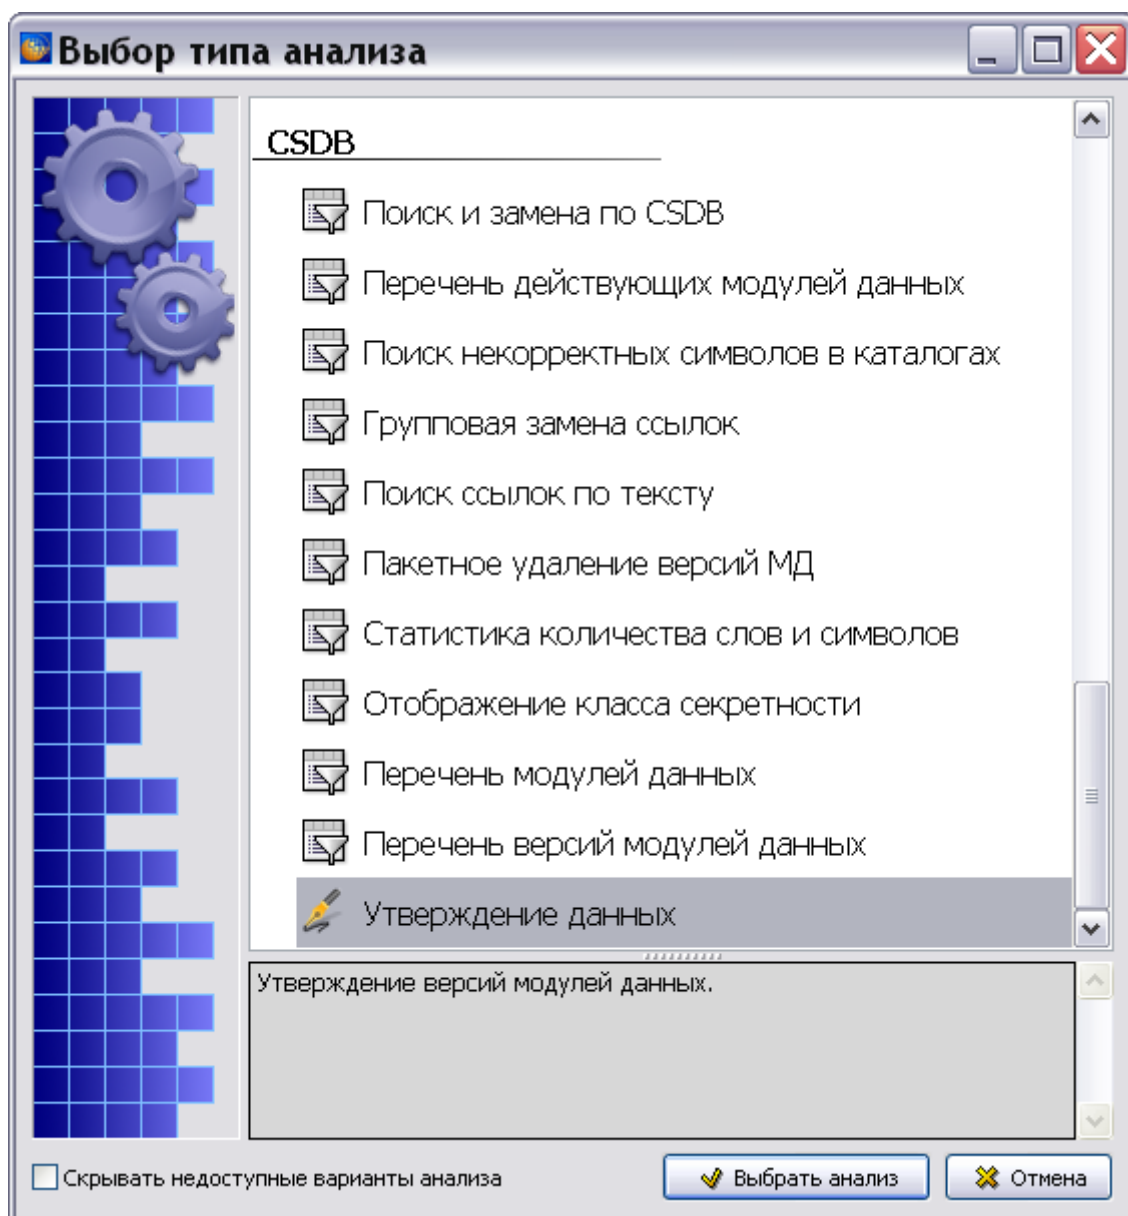 Выбор типа анализа
CSDB
Поиск и замена по CSDB
Перечень действующих модулей данных
Поиск некорректных символов в каталогах
Групповая замена ссылок
Поиск ссылок по тексту
Пакетное удаление версий МД
Статистика количества слов и символов
Отображение класса секретности
Перечень модулей данных
Перечень версий модулей данных
Утверждение данных
Утверждение версий модулей данных.
Скрывать недоступные варианты анализа
Выбрать анализ
Отмена